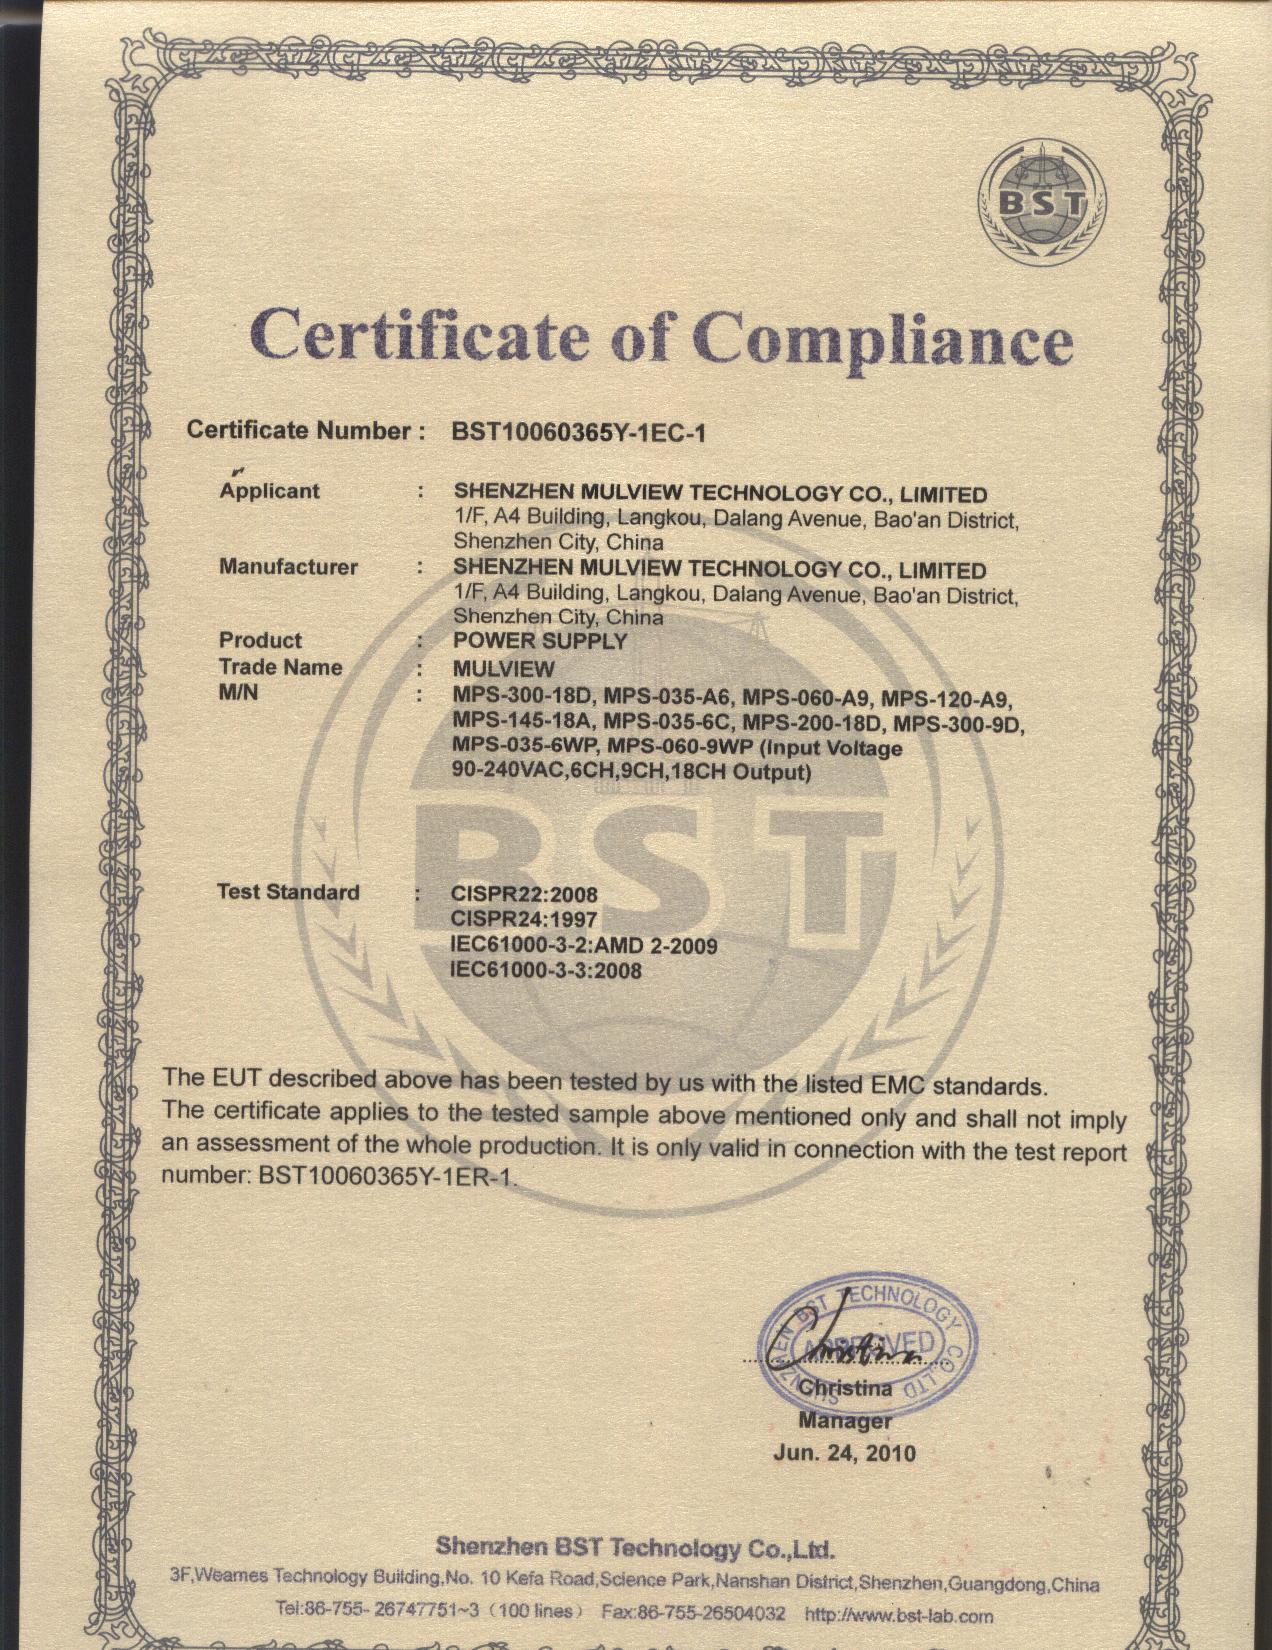 BST
Certificate of Compliance
Certificate Number : BST10060365Y-1EC-1
Applicant : SHENZHEN MULVIEW TECHNOLOGY CO., LIMITED
1/F, A4 Building, Langkou, Dalang Avenue, Bao'an District,
Shenzhen City, China
Manufacturer : SHENZHEN MULVIEW TECHNOLOGY CO., LIMITED
1/F, A4 Building, Langkou, Dalang Avenue, Bao'an District,
Shenzhen City, China
Product : POWER SUPPLY
Trade Name : MULVIEW
M/N : MPS-300-18D, MPS-035-A6, MPS-060-A9, MPS-120-A9,
MPS-145-18A, MPS-035-6C, MPS-200-18D, MPS-300-9D,
MPS-035-6WP, MPS-060-9WP (Input Voltage
90-240VAC,6CH,9CH,18CH Output)
BST
Test Standard : CISPR22:2008
CISPR24:1997
IEC61000-3-2:AMD 2-2009
IEC61000-3-3:2008
The EUT described above has been tested by us with the listed EMC standards.
The certificate applies to the tested sample above mentioned only and shall not imply
an assessment of the whole production. It is only valid in connection with the test report
number: BST10060365Y-1ER-1.
SHENZHEN BST TECHNOLOGY CO.,LTD
APPROVED
Christina
Christina
Manager
Jun. 24, 2010
Shenzhen BST Technology Co.,Ltd.
3F,Weames Technology Building,No. 10 Kefa Road,Science Park,Nanshan District,Shenzhen,Guangdong,China
Tel:86-755- 26747751~3（100 lines） Fax:86-755-26504032 http://www.bst-lab.com